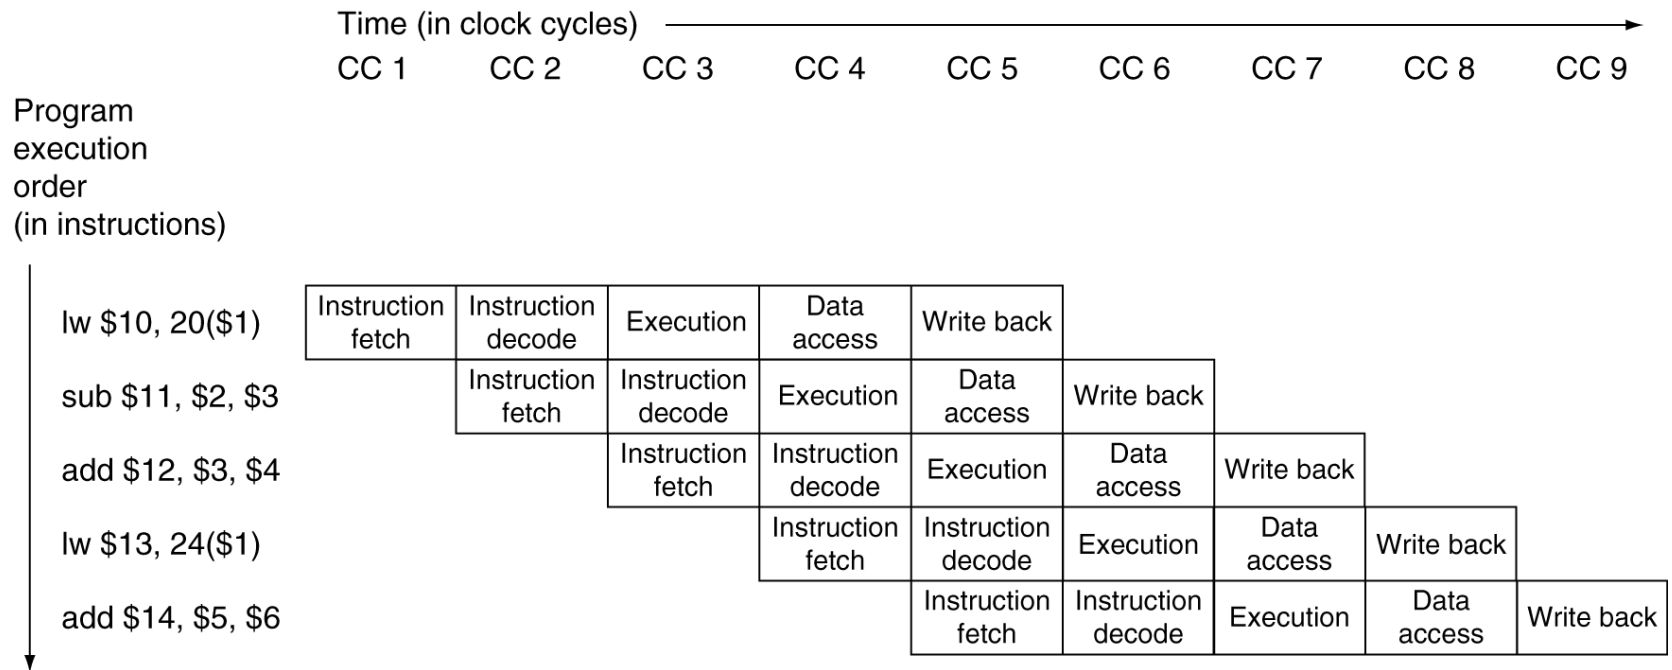 Time (in clock cycles)
CC 1 CC 2 CC 3 CC 4 CC 5 CC 6 CC 7 CC 8 CC 9
Program
execution
order
(in instructions)
lw $10, 20($1)
Instruction
fetch
Instruction
decode
Execution
Data
access
Write back
sub $11, $2, $3
Instruction
fetch
Instruction
decode
Execution
Data
access
Write back
add $12, $3, $4
Instruction
fetch
Instruction
decode
Execution
Data
access
Write back
lw $13, 24($1)
Instruction
fetch
Instruction
decode
Execution
Data
access
Write back
add $14, $5, $6
Instruction
fetch
Instruction
decode
Execution
Data
access
Write back